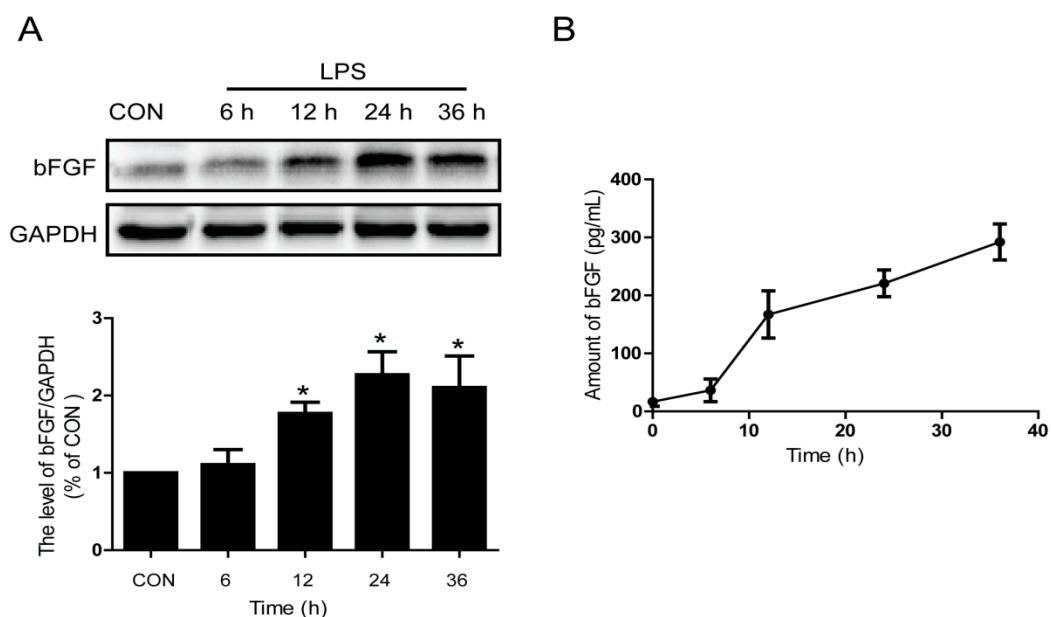 A
LPS
CON 6 h 12 h 24 h 36 h
bFGF
GAPDH
The level of bFGF/GAPDH
(% of CON )
3
2
1
0
* * *
CON 6 12 24 36
Time (h)
B
Amount of bFGF (pg/mL)
400
300
200
100
0
0 10 20 30 40
Time (h)